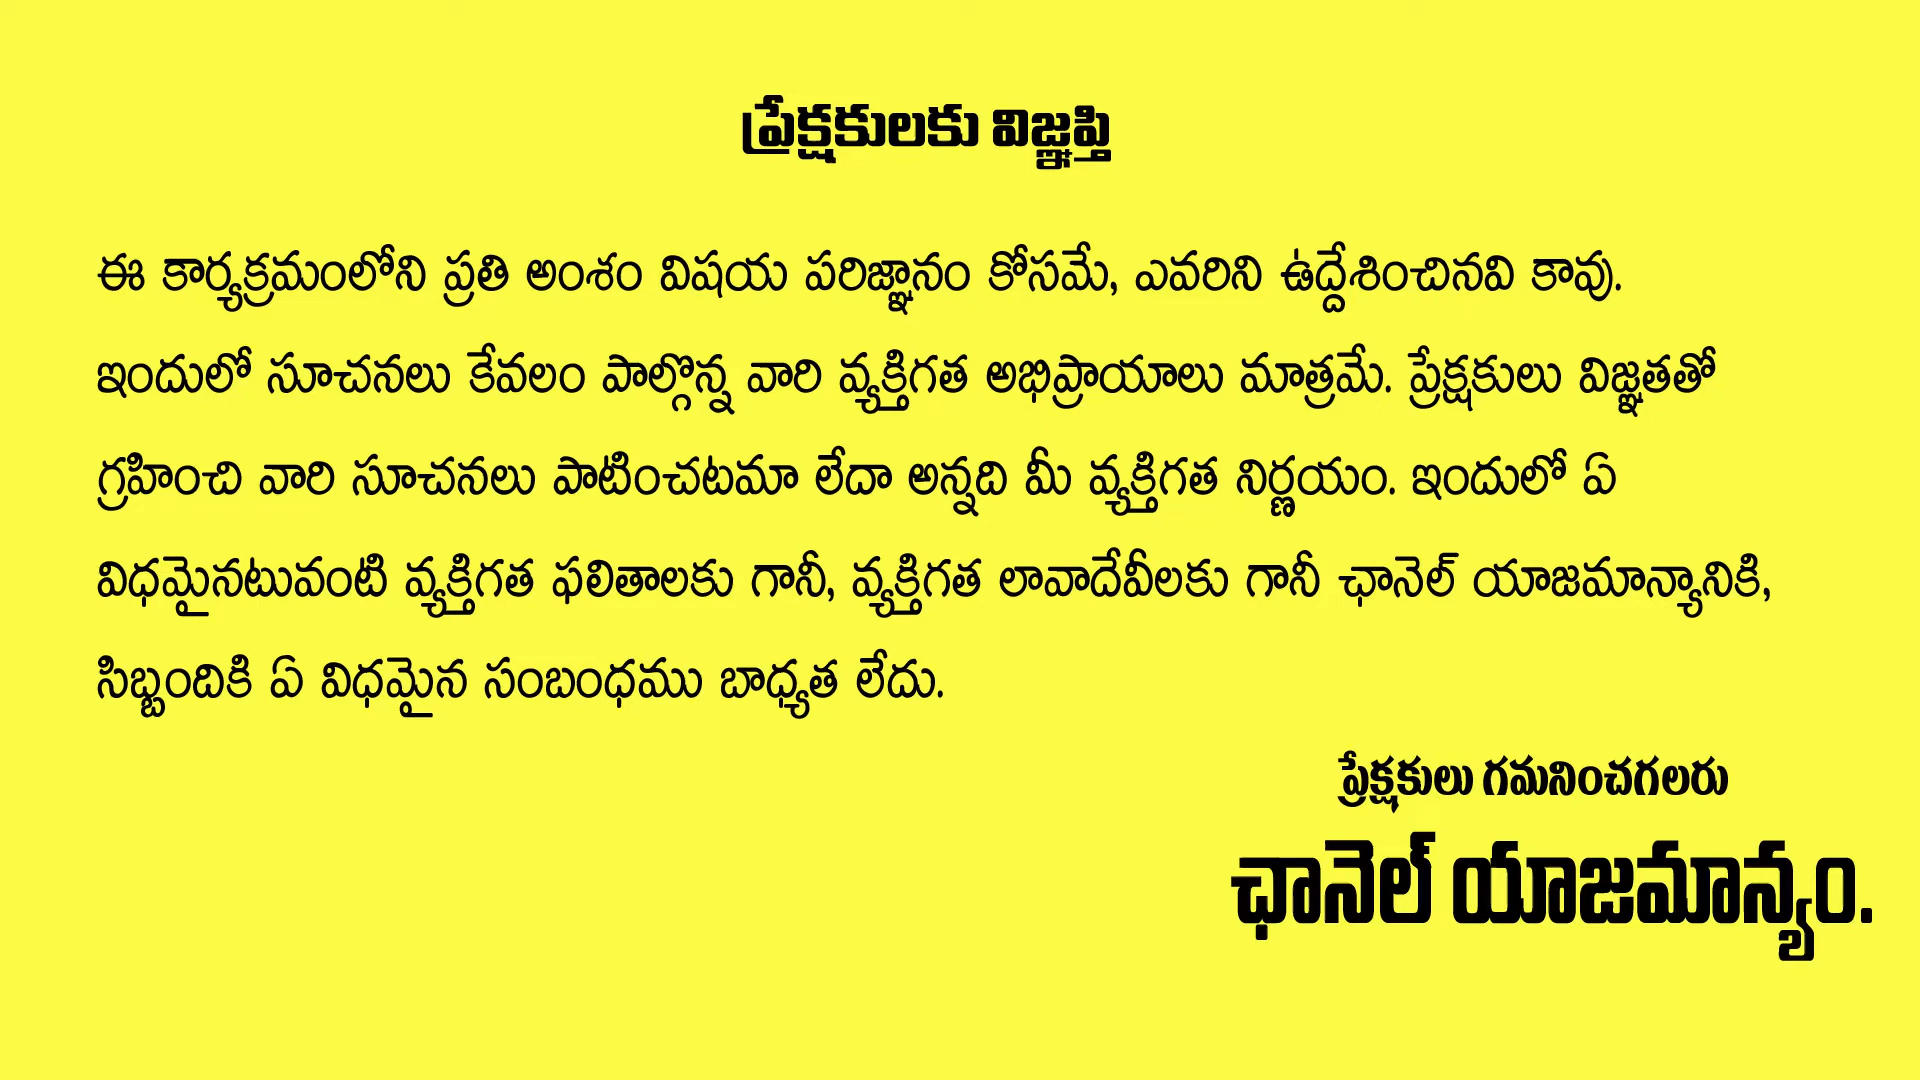 ప్రేక్షకులకు విజ్ఞప్తి
ఈ కార్యక్రమంలోని ప్రతి అంశం విషయ పరిజ్ఞానం కోసమే, ఎవరిని ఉద్దేశించినవి కావు.
ఇందులో సూచనలు కేవలం పాల్గొన్న వారి వ్యక్తిగత అభిప్రాయాలు మాత్రమే. ప్రేక్షకులు విజ్ఞతతో
గ్రహించి వారి సూచనలు పాటించటమా లేదా అన్నది మీ వ్యక్తిగత నిర్ణయం. ఇందులో ఏ
విధమైనటువంటి వ్యక్తిగత ఫలితాలకు గానీ, వ్యక్తిగత లావాదేవీలకు గానీ ఛానెల్ యాజమాన్యానికి,
సిబ్బందికి ఏ విధమైన సంబంధము బాధ్యత లేదు.
ప్రేక్షకులు గమనించగలరు
ఛానెల్ యాజమాన్యం.